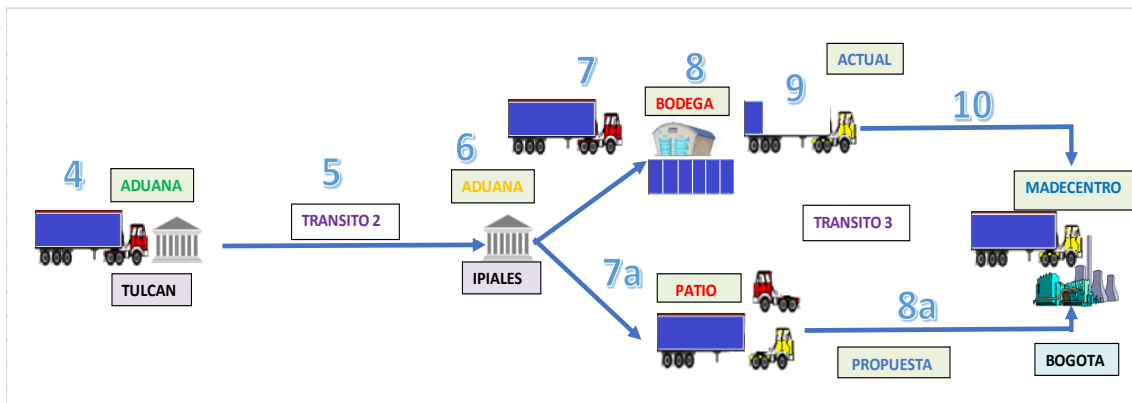 ACTUAL
7
8
BODEGA
9
10
4
ADUANA
5
6
ADUANA
MADECENTRO
TRANSITO 2
TRANSITO 3
TULCAN
IPIALES
7a
PATIO
8a
PROPUESTA
BOGOTA